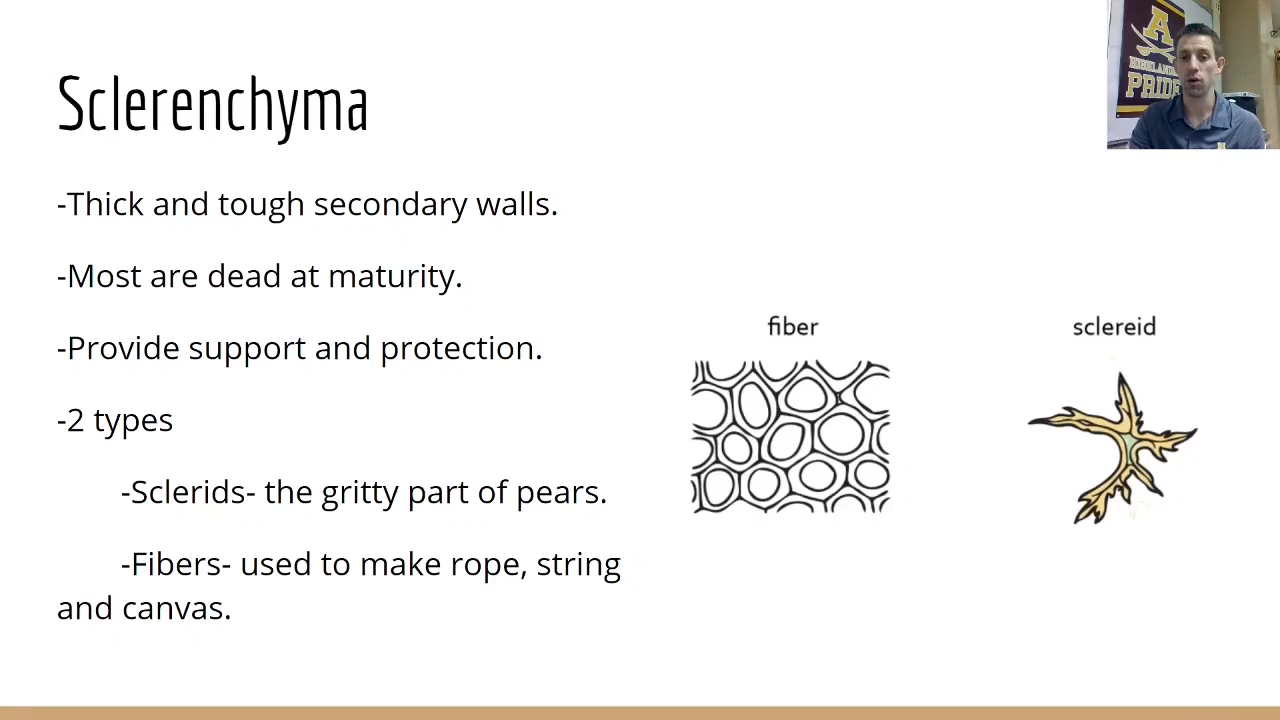 Sclerenchyma
-Thick and tough secondary walls.
-Most are dead at maturity.
-Provide support and protection.
-2 types
-Sclerids- the gritty part of pears.
-Fibers- used to make rope, string
and canvas.
fiber
sclereid
A
PRIDE
A